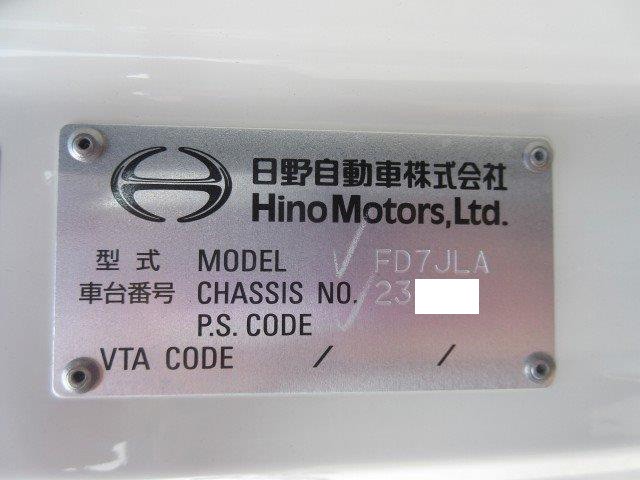 日野自動車株式会社
Hino Motors, Ltd.
型式 MODEL FD7JLA
車台番号 CHASSIS NO. 23
P.S. CODE
VTA CODE / /